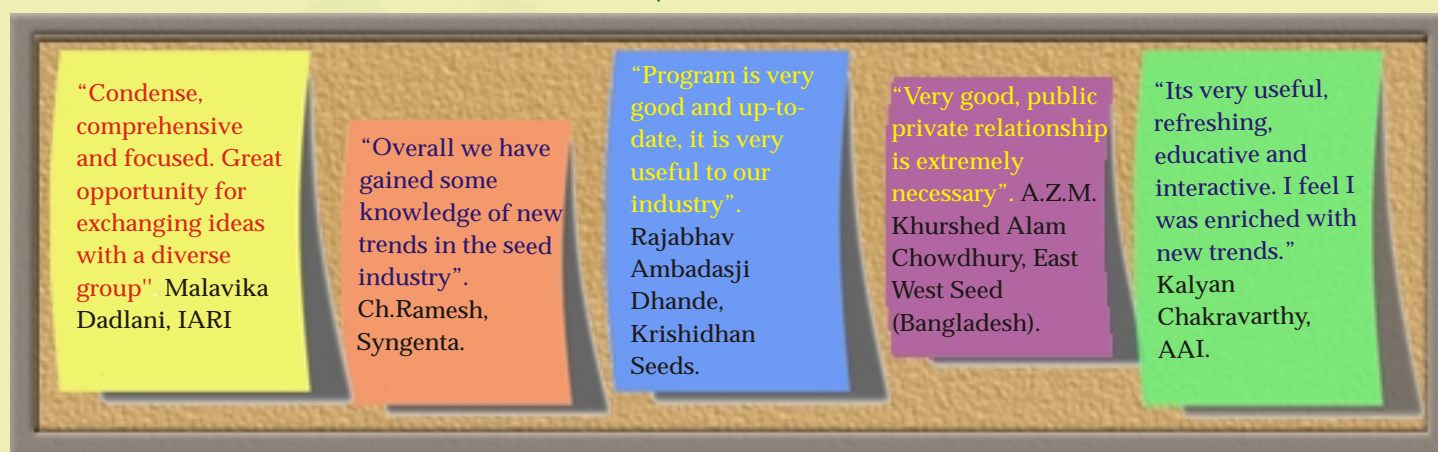 “Condense,
comprehensive
and focused. Great
opportunity for
exchanging ideas
with a diverse
group". Malavika
Dadlani, IARI
“Overall we have
gained some
knowledge of new
trends in the seed
industry”.
Ch.Ramesh,
Syngenta.
“Program is very
good and up-to-
date, it is very
useful to our
industry”.
Rajabhav
Ambadasji
Dhande,
Krishidhan
Seeds.
“Very good, public
private relationship
is extremely
necessary”. A.Z.M.
Khurshed Alam
Chowdhury, East
West Seed
(Bangladesh).
“Its very useful,
refreshing,
educative and
interactive. I feel I
was enriched with
new trends.”
Kalyan
Chakravarthy,
AAI.